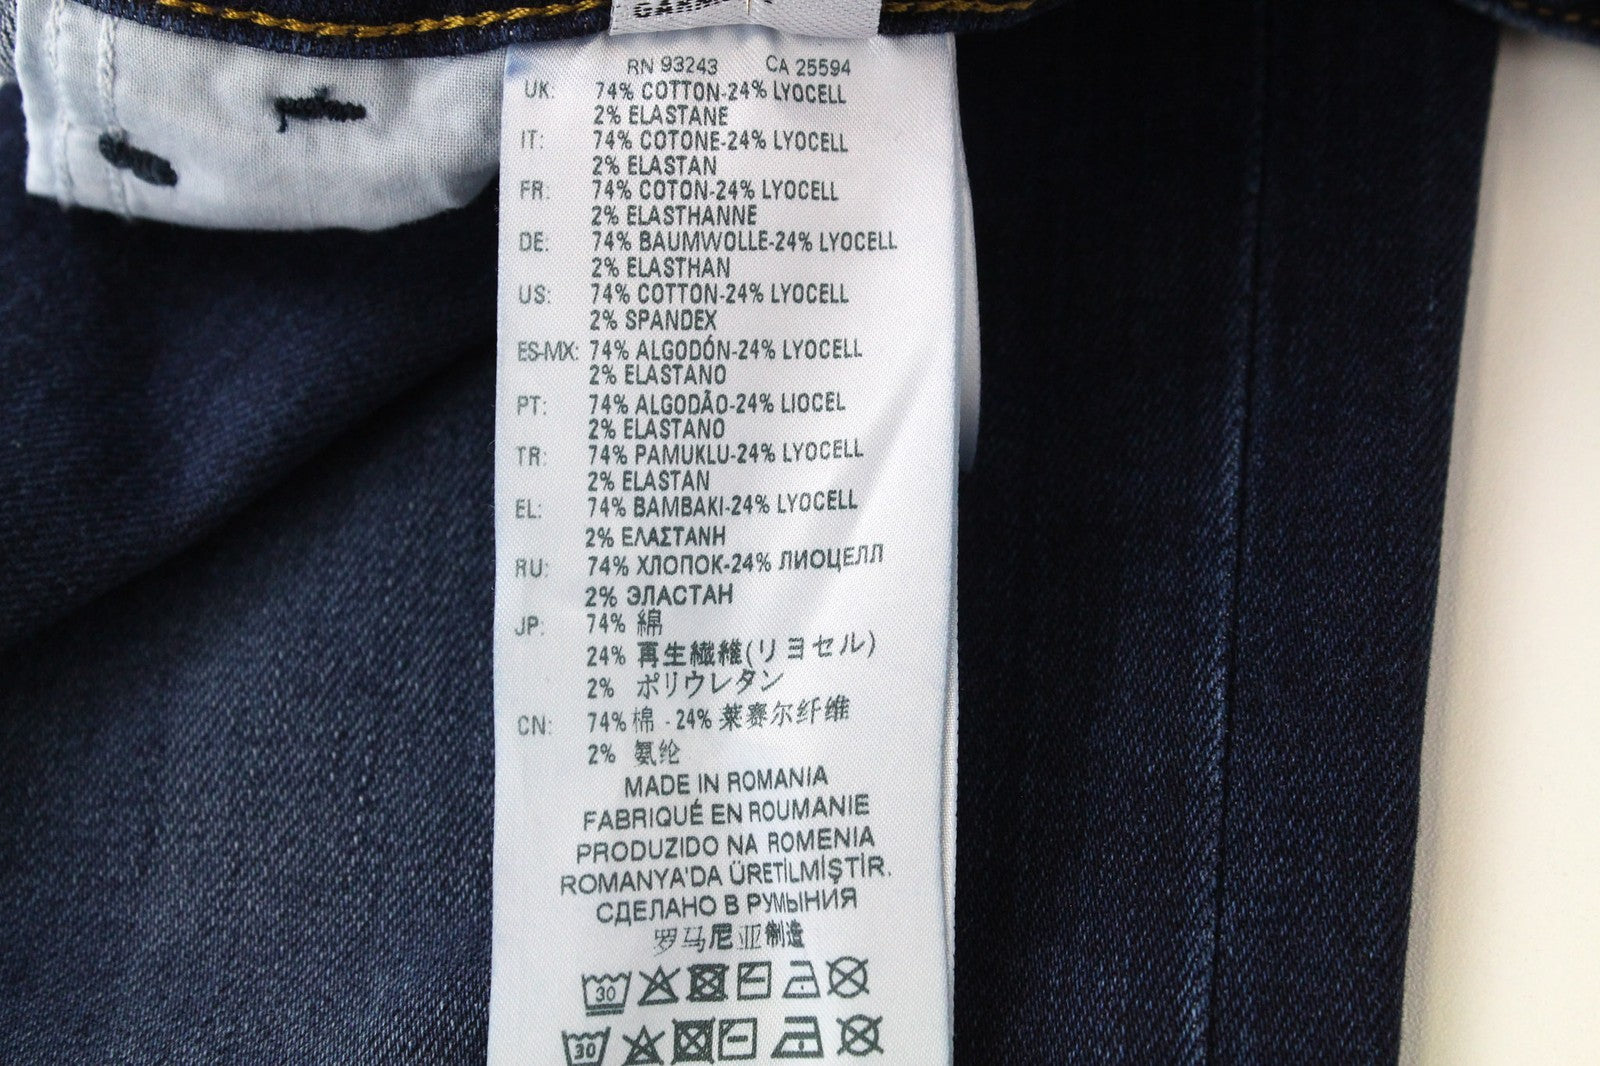 RN 93243 CA 25594
UK: 74% COTTON-24% LYOCELL
2% ELASTANE
IT: 74% COTONE-24% LYOCELL
2% ELASTAN
FR: 74% COTON-24% LYOCELL
2% ELASTHANNE
DE: 74% BAUMWOLLE-24% LYOCELL
2% ELASTHAN
US: 74% COTTON-24% LYOCELL
2% SPANDEX
ES-MX: 74% ALGODÓN-24% LYOCELL
2% ELASTANO
PT: 74% ALGODÃO-24% LIOCEL
2% ELASTANO
TR: 74% PAMUKLU-24% LYOCELL
2% ELASTAN
EL: 74% BAMBAKI-24% LYOCELL
2% ΕΛΑΣΤΑΝΗ
RU: 74% ХЛОПОК-24% ЛИОЦЕЛЛ
2% ЭЛАСТАН
JP: 74% 綿
24% 再生繊維(リヨセル)
2% ポリウレタン
CN: 74% 棉 - 24% 莱赛尔纤维
2% 氨纶
MADE IN ROMANIA
FABRIQUÉ EN ROUMANIE
PRODUZIDO NA ROMENIA
ROMANYA'DA ÜRETİLMİŞTİR.
СДЕЛАНО В РУМЫНИЯ
罗马尼亚制造
30
30